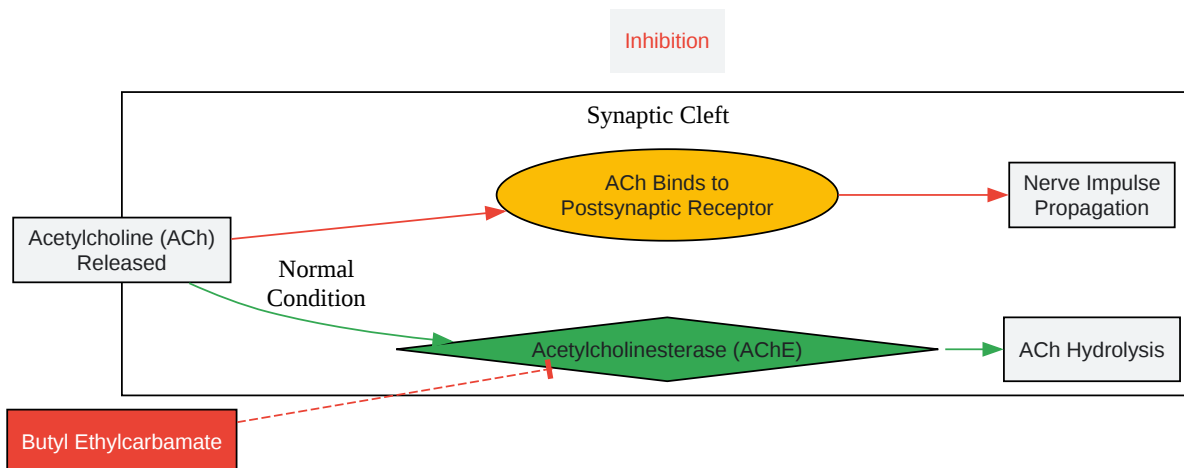 Inhibition
Synaptic Cleft
ACh Binds to
Postsynaptic Receptor
Nerve Impulse
Propagation
Acetylcholine (ACh)
Released
Normal
Condition
Acetylcholinesterase (AChE)
ACh Hydrolysis
Butyl Ethylcarbamate